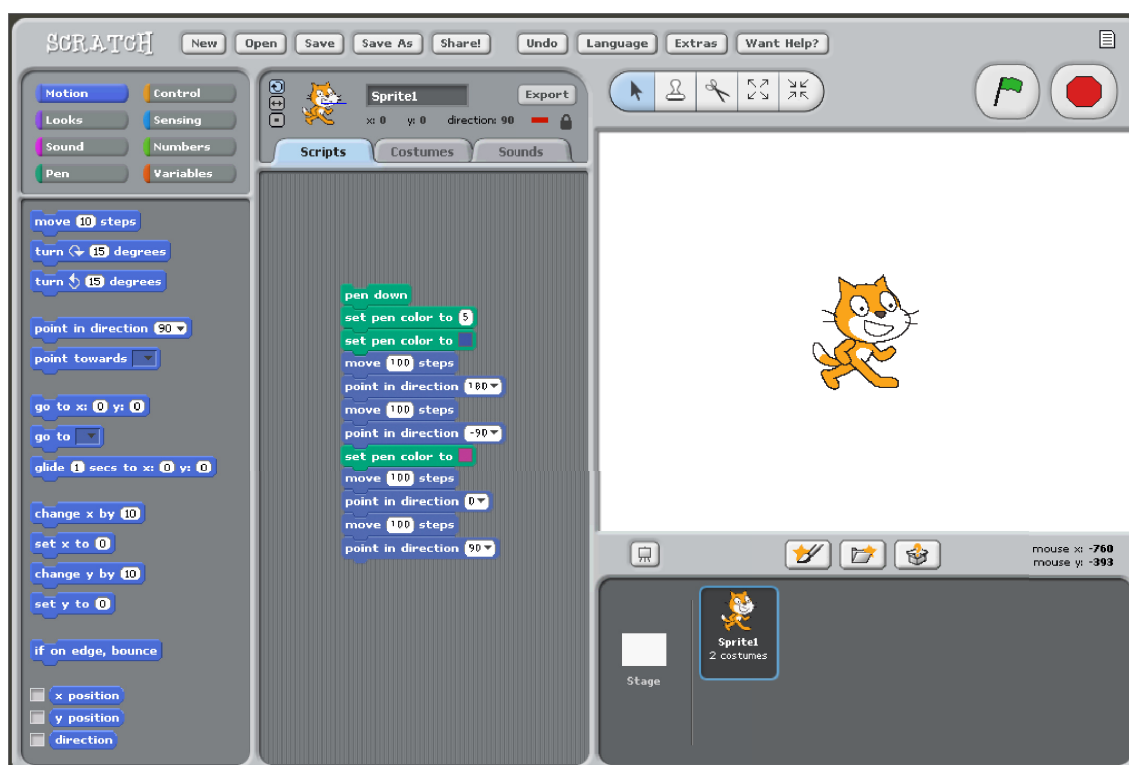 SCRATCH New Open Save Save As Share! Undo Language Extras Want Help?
Motion Control
Looks Sensing
Sound Numbers
Pen Variables
move 10 steps
turn 15 degrees
turn 15 degrees
point in direction 90
point towards
go to x: 0 y: 0
go to
glide 1 secs to x: 0 y: 0
change x by 10
set x to 0
change y by 10
set y to 0
if on edge, bounce
x position
y position
direction
Sprite1 Export
x: 0 y: 0 direction: 90
Scripts Costumes Sounds
pen down
set pen color to 5
set pen color to
move 100 steps
point in direction 180
move 100 steps
point in direction -90
set pen color to
move 100 steps
point in direction 0
move 100 steps
point in direction 90
mouse x: -760
mouse y: -393
Stage
Sprite1
2 costumes